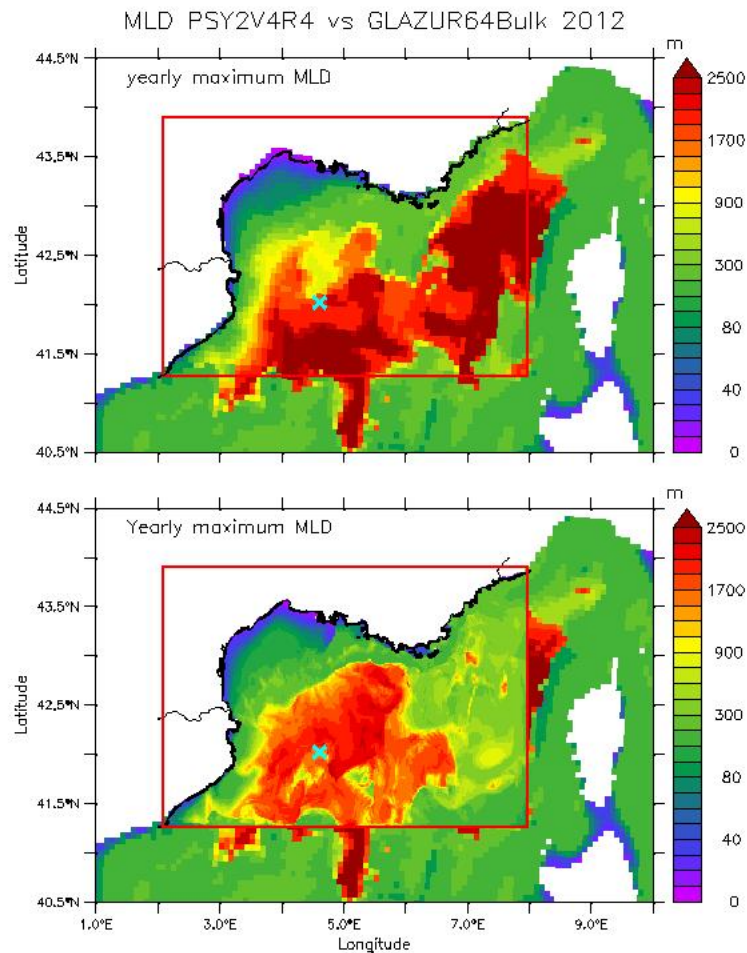 MLD PSY2V4R4 vs GLAZUR64Bulk 2012
m
yearly maximum MLD
44.5°N
43.5°N
42.5°N
41.5°N
40.5°N
Latitude
2500
1700
900
300
80
40
0
m
Yearly maximum MLD
44.5°N
43.5°N
42.5°N
41.5°N
40.5°N
Latitude
2500
1700
900
300
80
40
0
1.0°E 3.0°E 5.0°E 7.0°E 9.0°E
Longitude